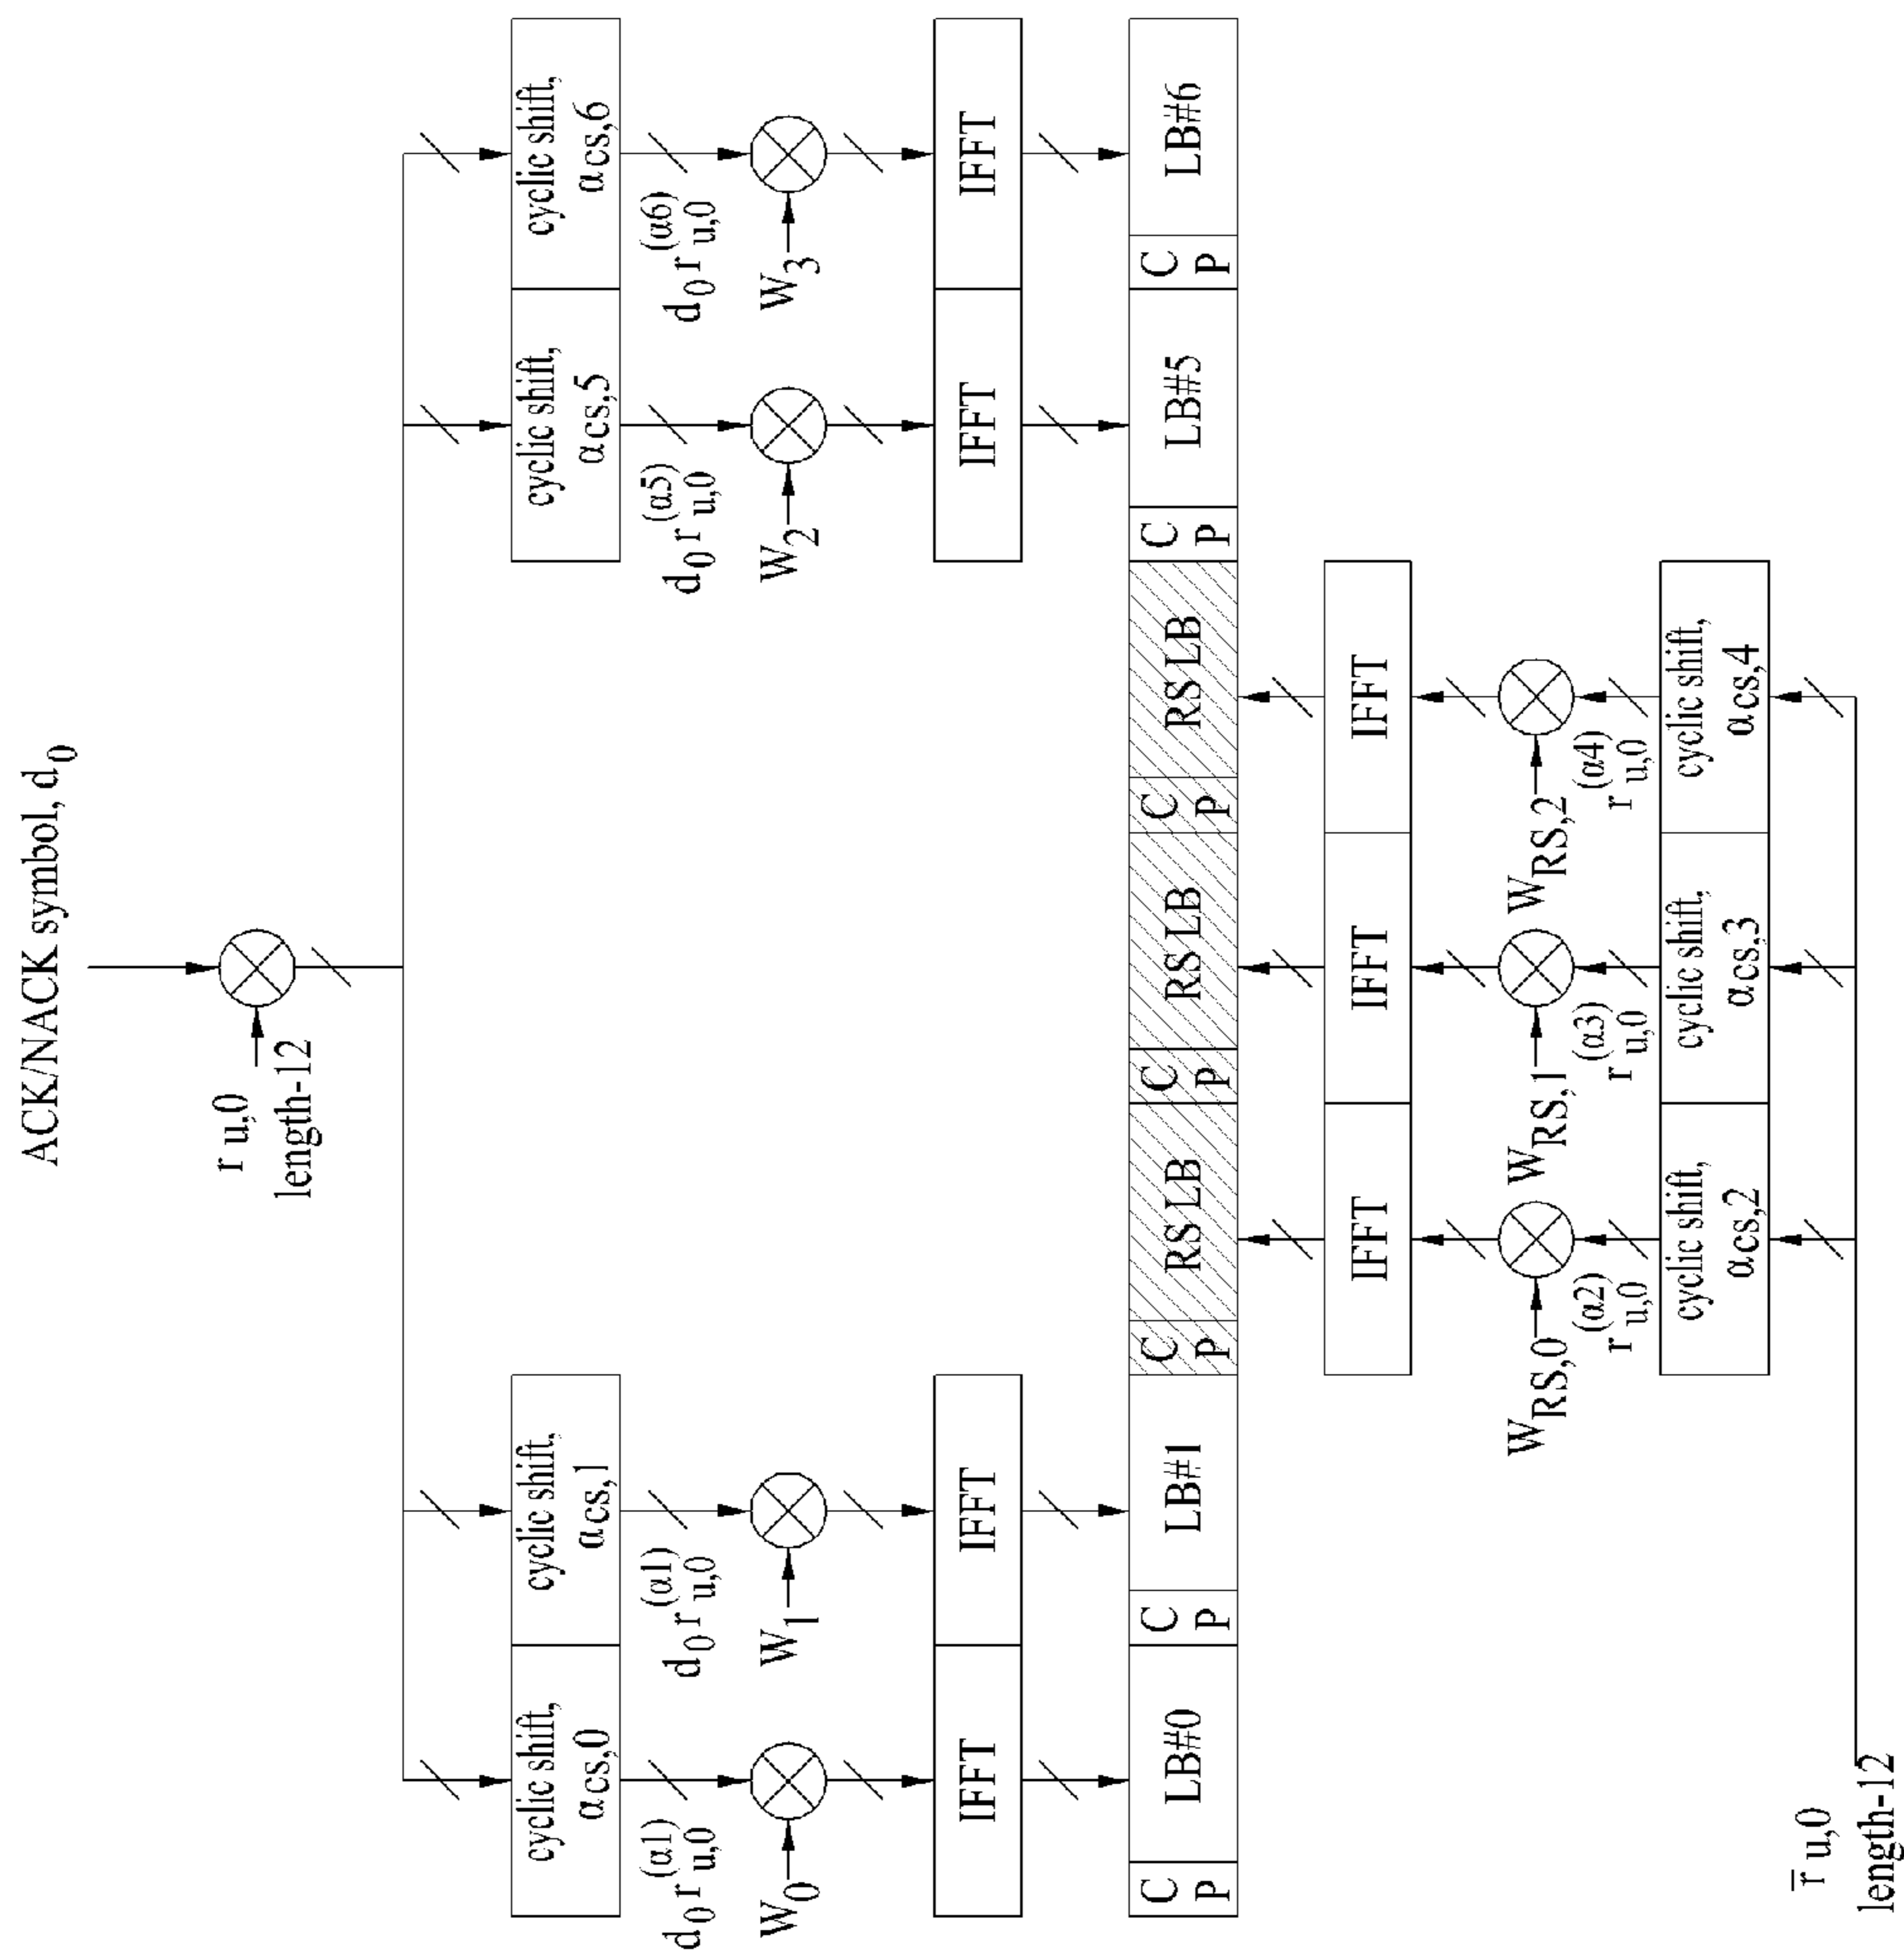 ACK/NACK symbol, d0
r u,0
length-12
cyclic shift,
αcs,0
cyclic shift,
αcs,1
cyclic shift,
αcs,5
cyclic shift,
αcs,6
d0 r u,0 (α1)
d0 r u,0 (α1)
d0 r u,0 (α5)
d0 r u,0 (α6)
W0
W1
W2
W3
IFFT
IFFT
IFFT
IFFT
CP
LB#0
CP
LB#1
CP
RS LB
CP
RS LB
CP
RS LB
CP
LB#5
CP
LB#6
IFFT
IFFT
IFFT
WRS,0
WRS,1
WRS,2
r u,0 (α2)
r u,0 (α3)
r u,0 (α4)
cyclic shift,
αcs,2
cyclic shift,
αcs,3
cyclic shift,
αcs,4
r̅ u,0
length-12